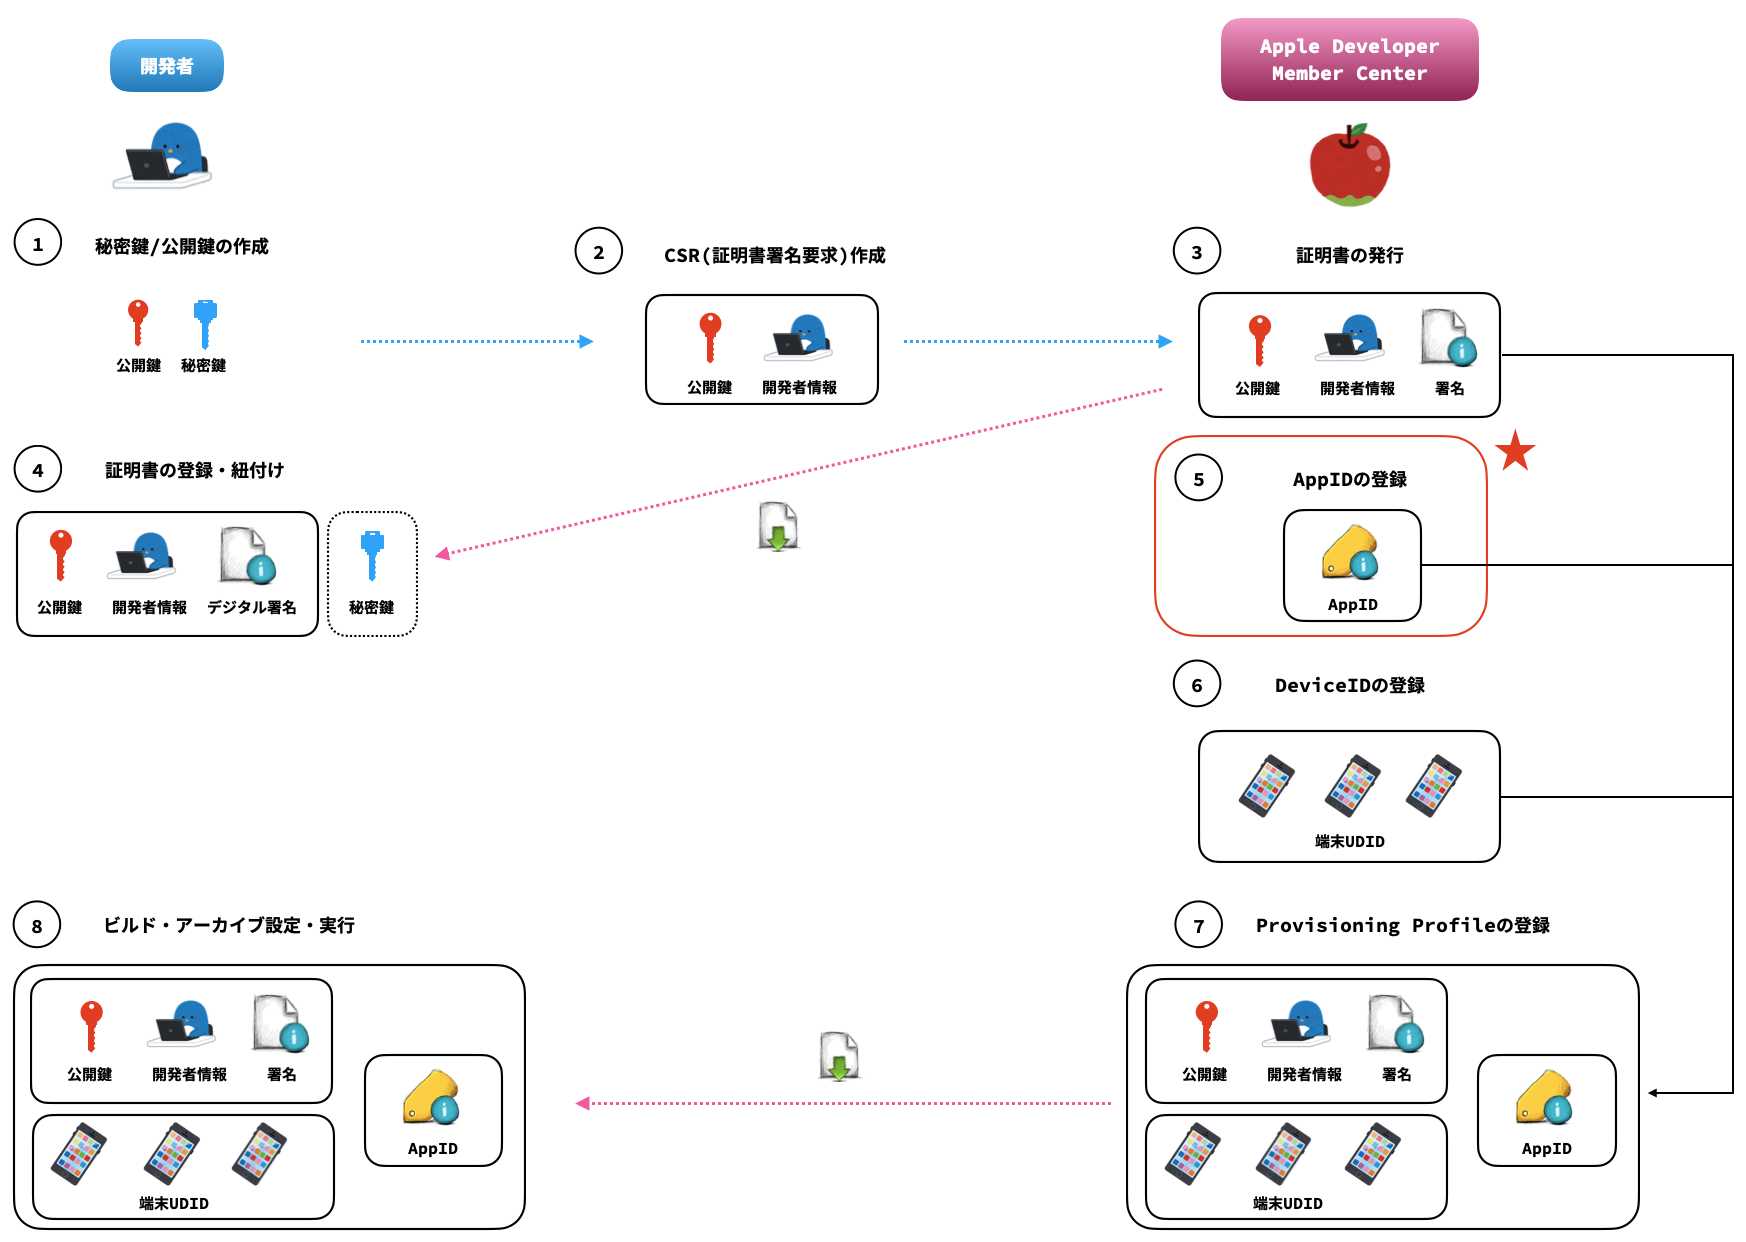 開発者
Apple Developer
Member Center
1
秘密鍵/公開鍵の作成
公開鍵
秘密鍵
2
CSR(証明書署名要求)作成
公開鍵
開発者情報
3
証明書の発行
公開鍵
開発者情報
署名
4
証明書の登録・紐付け
公開鍵
開発者情報
デジタル署名
秘密鍵
5
AppIDの登録
AppID
6
DeviceIDの登録
端末UDID
7
Provisioning Profileの登録
公開鍵
開発者情報
署名
AppID
端末UDID
8
ビルド・アーカイブ設定・実行
公開鍵
開発者情報
署名
AppID
端末UDID